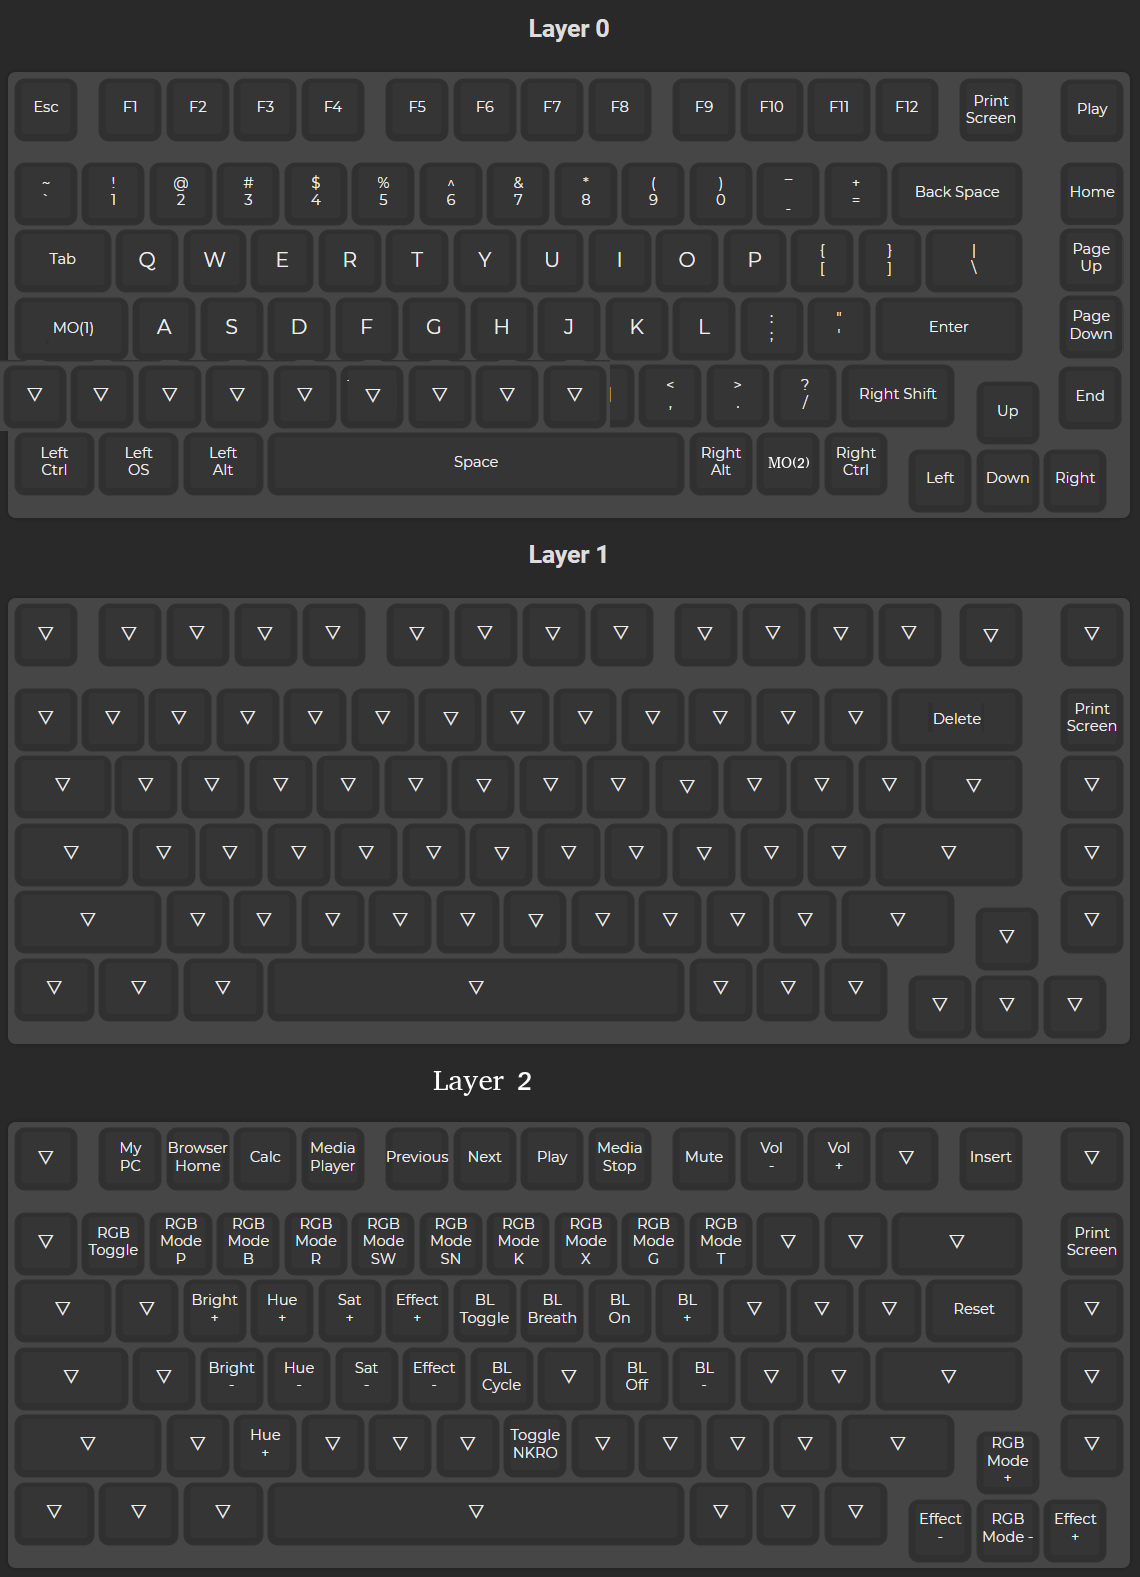 Layer 0
Esc F1 F2 F3 F4 F5 F6 F7 F8 F9 F10 F11 F12 Print Screen Play
~ ` ! 1 @ 2 # 3 $ 4 % 5 ^ 6 & 7 * 8 ( 9 ) 0 _ - + = Back Space Home
Tab Q W E R T Y U I O P { [ } ] | \ Page Up
MO(1) A S D F G H J K L : ; " ' Enter Page Down
▽ ▽ ▽ ▽ ▽ ▽ ▽ ▽ ▽ < , > . ? / Right Shift Up End
Left Ctrl Left OS Left Alt Space Right Alt MO(2) Right Ctrl Left Down Right
Layer 1
▽ ▽ ▽ ▽ ▽ ▽ ▽ ▽ ▽ ▽ ▽ ▽ ▽ ▽ ▽
▽ ▽ ▽ ▽ ▽ ▽ ▽ ▽ ▽ ▽ ▽ ▽ ▽ Delete Print Screen
▽ ▽ ▽ ▽ ▽ ▽ ▽ ▽ ▽ ▽ ▽ ▽ ▽ ▽ ▽
▽ ▽ ▽ ▽ ▽ ▽ ▽ ▽ ▽ ▽ ▽ ▽ ▽ ▽
▽ ▽ ▽ ▽ ▽ ▽ ▽ ▽ ▽ ▽ ▽ ▽ ▽ ▽
▽ ▽ ▽ ▽ ▽ ▽ ▽ ▽ ▽ ▽
Layer 2
▽ My PC Browser Home Calc Media Player Previous Next Play Media Stop Mute Vol - Vol + ▽ Insert ▽
▽ RGB Toggle RGB Mode P RGB Mode B RGB Mode R RGB Mode SW RGB Mode SN RGB Mode K RGB Mode X RGB Mode G RGB Mode T ▽ ▽ ▽ Print Screen
▽ ▽ Bright + Hue + Sat + Effect + BL Toggle BL Breath BL On BL + ▽ ▽ ▽ Reset ▽
▽ ▽ Bright - Hue - Sat - Effect - BL Cycle ▽ BL Off BL - ▽ ▽ ▽ ▽
▽ ▽ Hue + ▽ ▽ ▽ Toggle NKRO ▽ ▽ ▽ ▽ ▽ RGB Mode + ▽
▽ ▽ ▽ ▽ ▽ ▽ ▽ Effect - RGB Mode - Effect +